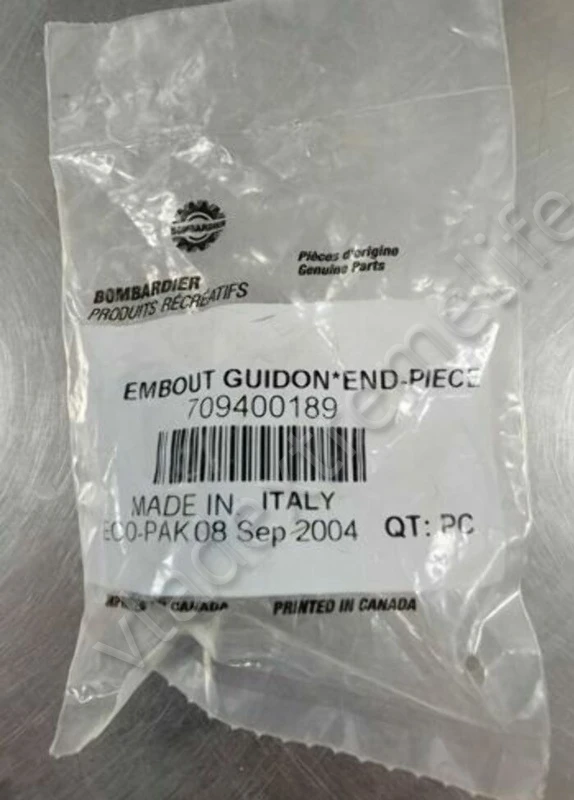 BOMBARDIER
Pièces d'origine
Genuine Parts
BOMBARDIER
PRODUITS RÉCRÉATIFS
EMBOUT GUIDON*END-PIECE
709400189
MADE IN ITALY
ECO-PAK 08 Sep 2004 QT: PC
CANADA
PRINTED IN CANADA